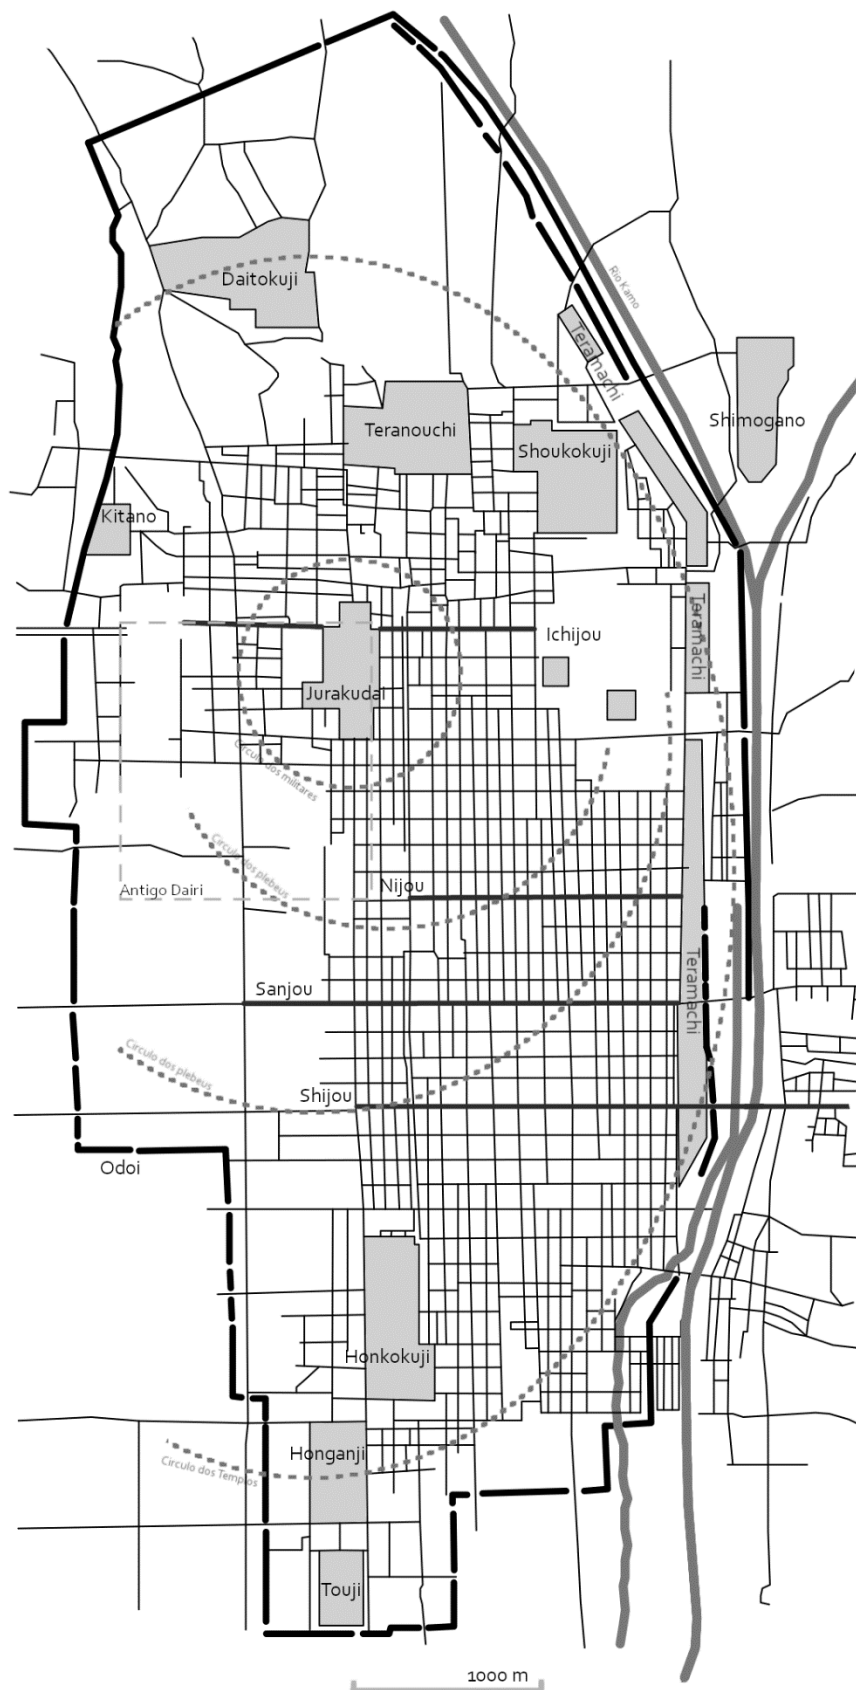 Daitokuji
Rio Kamo
Teramachi
Shimogano
Teranouchi
Shoukokuji
Kitano
Teramachi
Ichijou
Jurakudai
Circulo dos militares
Circulo dos plebeus
Nijou
Antigo Dairi
Teramachi
Sanjou
Circulo dos plebeus
Shijou
Odoi
Honkokuji
Honganji
Circulo dos Templos
Touji
1000 m